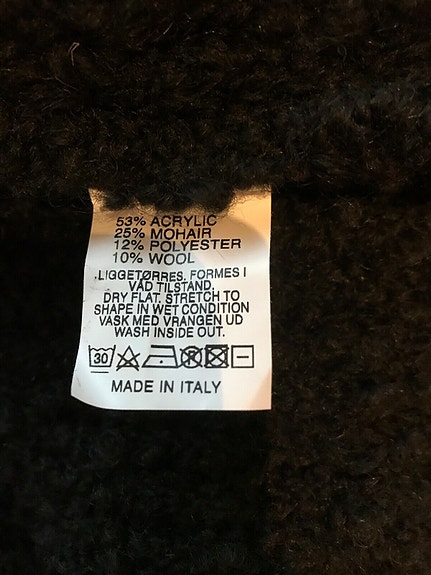 53% ACRYLIC
25% MOHAIR
12% POLYESTER
10% WOOL
.LIGGETØRRES. FORMES I
VÅD TILSTAND.
DRY FLAT. STRETCH TO
SHAPE IN WET CONDITION
VASK MED VRANGEN UD
WASH INSIDE OUT.
30
MADE IN ITALY